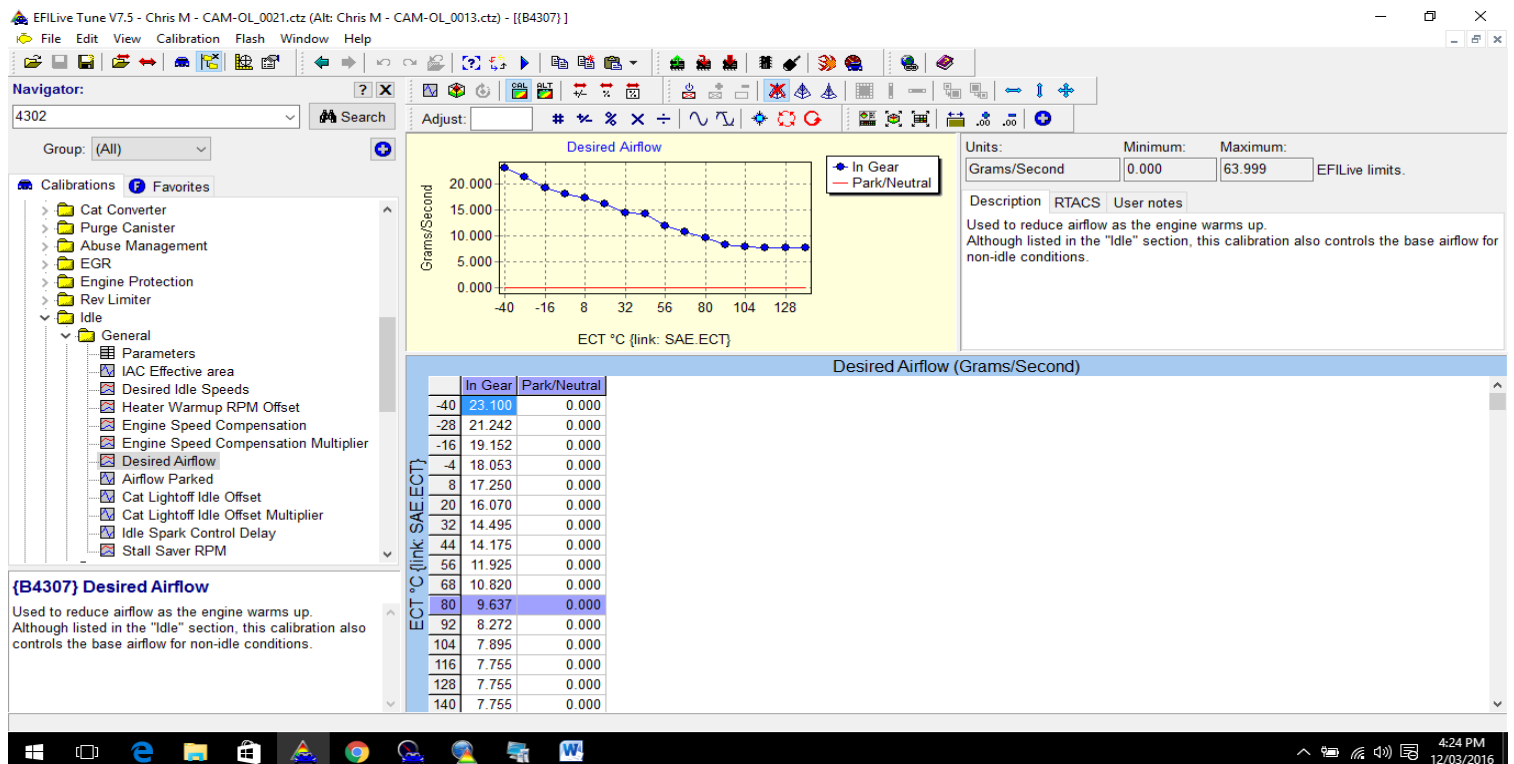 EFILive Tune V7.5 - Chris M - CAM-OL_0021.ctz (Alt: Chris M - CAM-OL_0013.ctz) - [{B4307} ]
File Edit View Calibration Flash Window Help
Navigator:
4302
Search
Group: (All)
Calibrations Favorites
Cat Converter
Purge Canister
Abuse Management
EGR
Engine Protection
Rev Limiter
Idle
General
Parameters
IAC Effective area
Desired Idle Speeds
Heater Warmup RPM Offset
Engine Speed Compensation
Engine Speed Compensation Multiplier
Desired Airflow
Airflow Parked
Cat Lightoff Idle Offset
Cat Lightoff Idle Offset Multiplier
Idle Spark Control Delay
Stall Saver RPM
{B4307} Desired Airflow
Used to reduce airflow as the engine warms up.
Although listed in the "Idle" section, this calibration also
controls the base airflow for non-idle conditions.
CAL ALT
Adjust:
Desired Airflow
In Gear
Park/Neutral
Grams/Second
20.000
15.000
10.000
5.000
0.000
-40 -16 8 32 56 80 104 128
ECT °C {link: SAE.ECT}
Units: Minimum: Maximum:
Grams/Second 0.000 63.999 EFILive limits.
Description RTACS User notes
Used to reduce airflow as the engine warms up.
Although listed in the "Idle" section, this calibration also controls the base airflow for
non-idle conditions.
Desired Airflow (Grams/Second)
ECT °C {link: SAE.ECT}
In Gear Park/Neutral
-40 23.100 0.000
-28 21.242 0.000
-16 19.152 0.000
-4 18.053 0.000
8 17.250 0.000
20 16.070 0.000
32 14.495 0.000
44 14.175 0.000
56 11.925 0.000
68 10.820 0.000
80 9.637 0.000
92 8.272 0.000
104 7.895 0.000
116 7.755 0.000
128 7.755 0.000
140 7.755 0.000
4:24 PM
12/03/2016